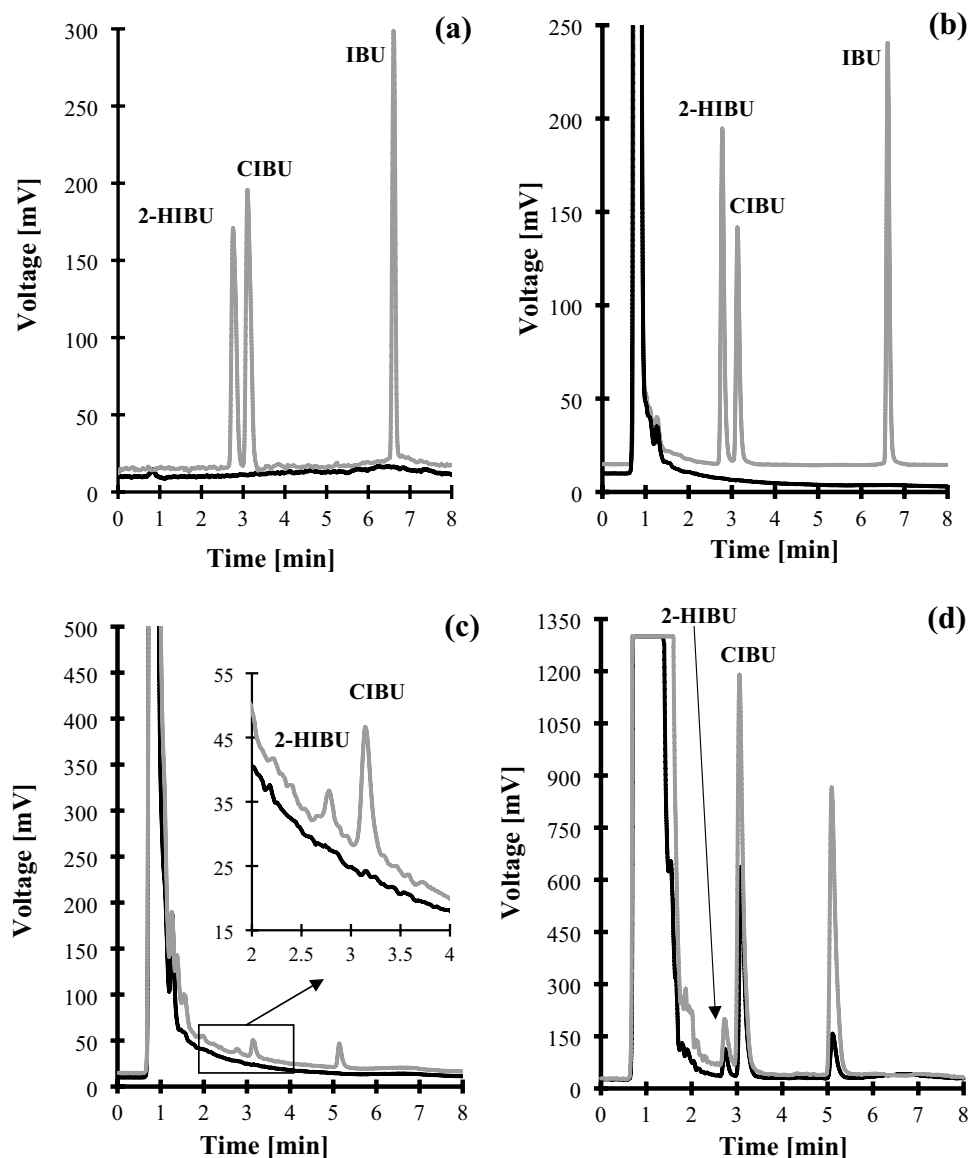 (a)
300
250
200
150
100
50
0
Voltage [mV]
IBU
CIBU
2-HIBU
0 1 2 3 4 5 6 7 8
Time [min]
(b)
250
200
150
100
50
0
Voltage [mV]
IBU
2-HIBU
CIBU
0 1 2 3 4 5 6 7 8
Time [min]
(c)
500
450
400
350
300
250
200
150
100
50
0
Voltage [mV]
55
45
35
25
15
CIBU
2-HIBU
2 2.5 3 3.5 4
0 1 2 3 4 5 6 7 8
Time [min]
2-HIBU
(d)
CIBU
1350
1200
1050
900
750
600
450
300
150
0
Voltage [mV]
0 1 2 3 4 5 6 7 8
Time [min]